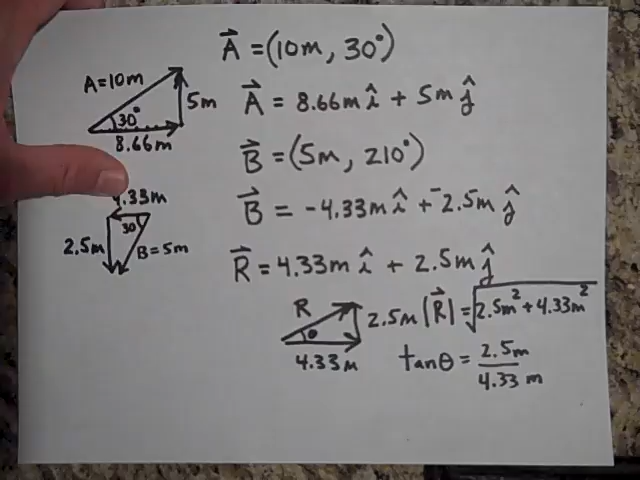 A⃗ = (10m, 30°)
A=10m
5m
30°
8.66m
A⃗ = 8.66m î + 5m ĵ
B⃗ = (5m, 210°)
4.33m
30
2.5m
B=5m
B⃗ = -4.33m î + -2.5m ĵ
R⃗ = 4.33m î + 2.5m ĵ
R
θ
2.5m
4.33m
|R⃗| = √2.5m² + 4.33m²
tanθ = 2.5m
4.33 m